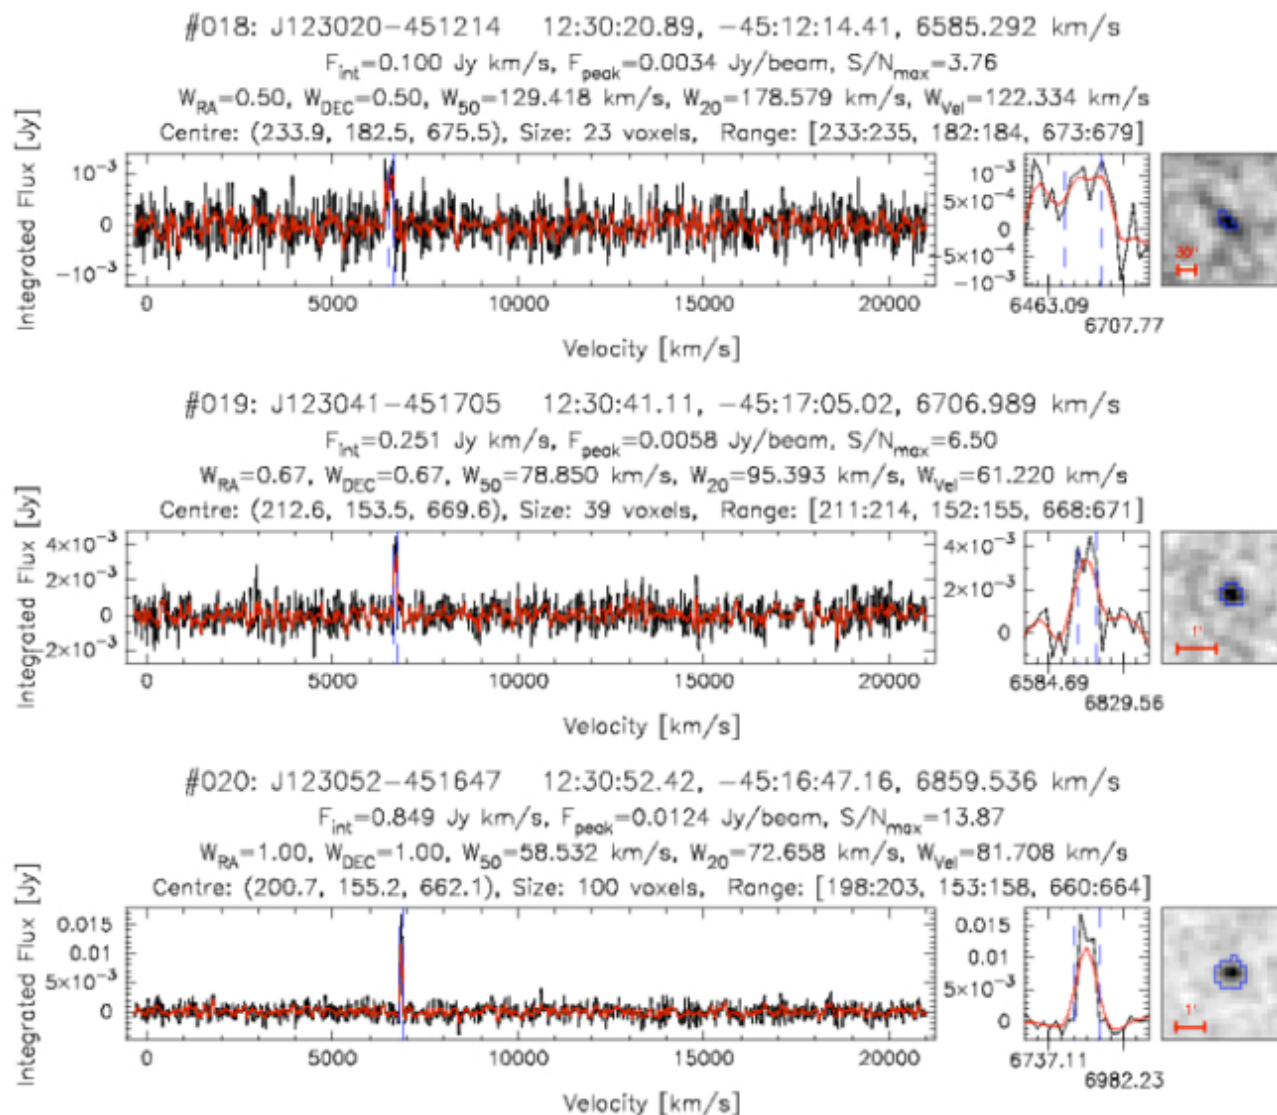 #018: J123020−451214 12:30:20.89, −45:12:14.41, 6585.292 km/s
F_int=0.100 Jy km/s, F_peak=0.0034 Jy/beam, S/N_max=3.76
W_RA=0.50, W_DEC=0.50, W_50=129.418 km/s, W_20=178.579 km/s, W_Vel=122.334 km/s
Centre: (233.9, 182.5, 675.5), Size: 23 voxels, Range: [233:235, 182:184, 673:679]
Integrated Flux [Jy]
10⁻³
0
−10⁻³
0 5000 10000 15000 20000
Velocity [km/s]
10⁻³
5×10⁻⁴
0
−5×10⁻⁴
−10⁻³
6463.09
6707.77
30"
#019: J123041−451705 12:30:41.11, −45:17:05.02, 6706.989 km/s
F_int=0.251 Jy km/s, F_peak=0.0058 Jy/beam, S/N_max=6.50
W_RA=0.67, W_DEC=0.67, W_50=78.850 km/s, W_20=95.393 km/s, W_Vel=61.220 km/s
Centre: (212.6, 153.5, 669.6), Size: 39 voxels, Range: [211:214, 152:155, 668:671]
Integrated Flux [Jy]
4×10⁻³
2×10⁻³
0
−2×10⁻³
0 5000 10000 15000 20000
Velocity [km/s]
4×10⁻³
2×10⁻³
0
6584.69
6829.56
1'
#020: J123052−451647 12:30:52.42, −45:16:47.16, 6859.536 km/s
F_int=0.849 Jy km/s, F_peak=0.0124 Jy/beam, S/N_max=13.87
W_RA=1.00, W_DEC=1.00, W_50=58.532 km/s, W_20=72.658 km/s, W_Vel=81.708 km/s
Centre: (200.7, 155.2, 662.1), Size: 100 voxels, Range: [198:203, 153:158, 660:664]
Integrated Flux [Jy]
0.015
0.01
5×10⁻³
0
0 5000 10000 15000 20000
Velocity [km/s]
0.015
0.01
5×10⁻³
0
6737.11
6982.23
1'